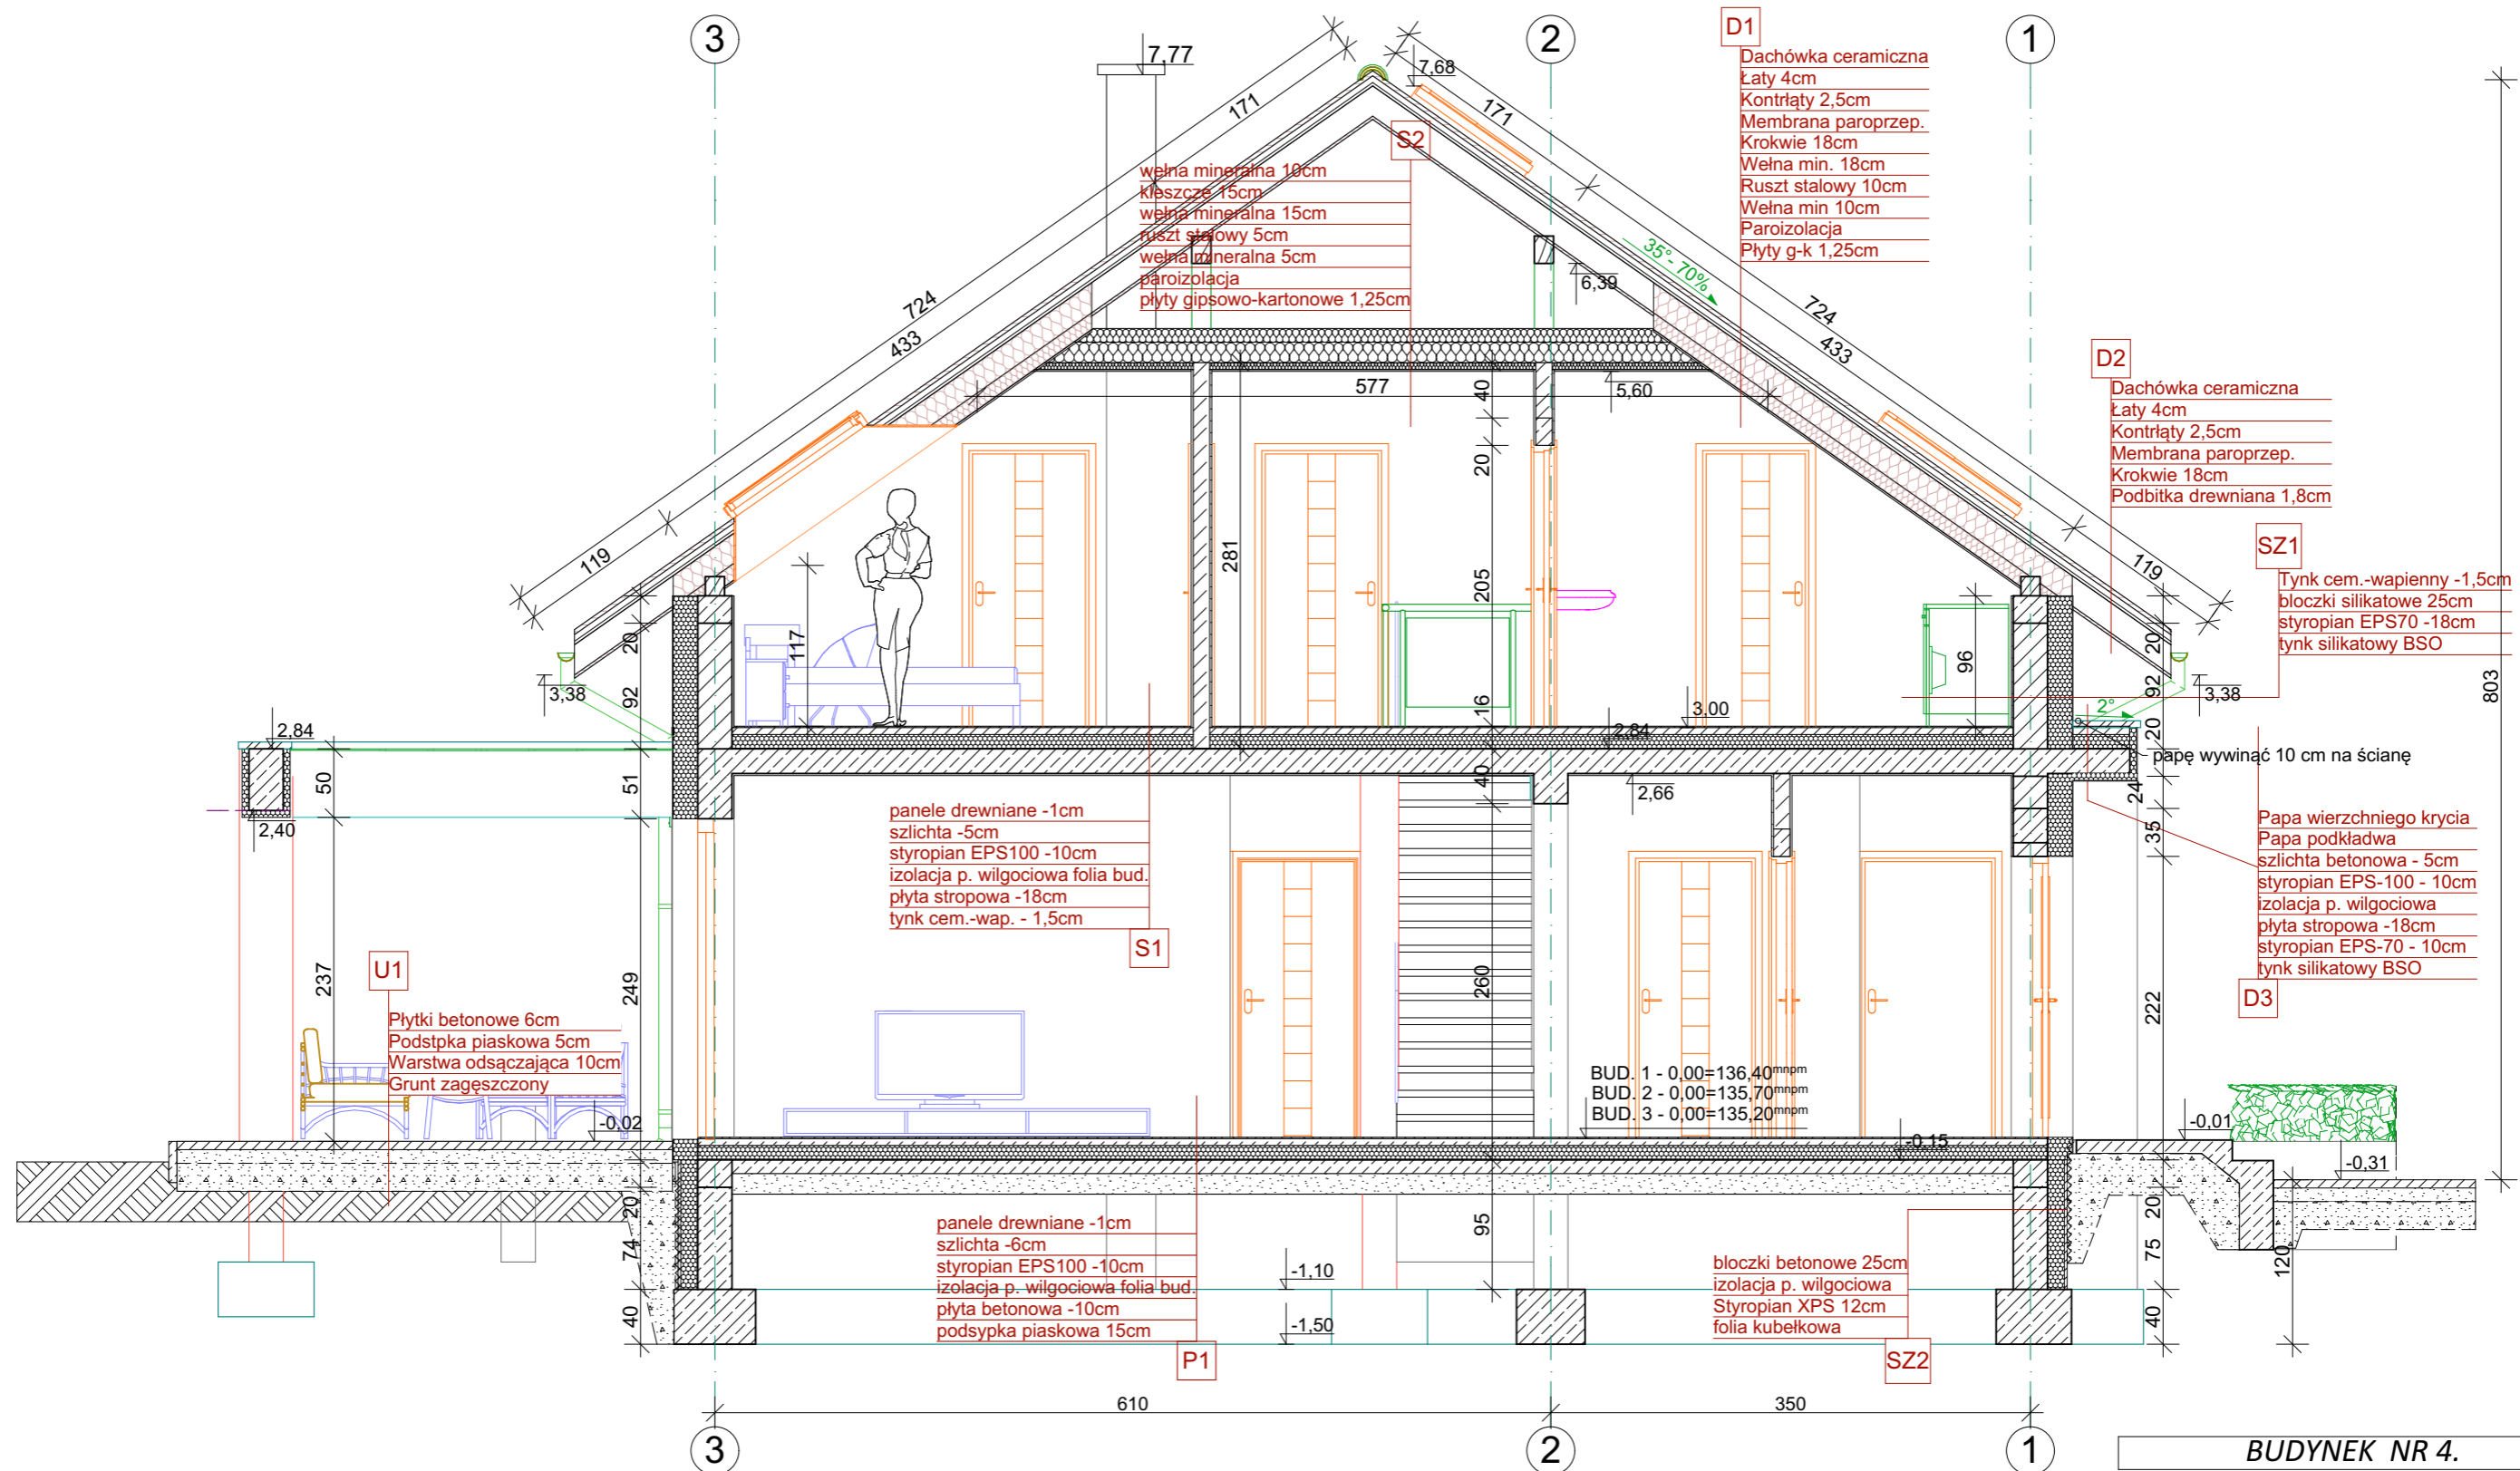 3
2
1
D1
7,77
7,68
171
171
Dachówka ceramiczna
Łaty 4cm
Kontrłąty 2,5cm
Membrana paroprzep.
Krokwie 18cm
Wełna min. 18cm
Ruszt stalowy 10cm
Wełna min 10cm
Paroizolacja
Płyty g-k 1,25cm
S2
wełna mineralna 10cm
kleszcze 15cm
wełna mineralna 15cm
ruszt stalowy 5cm
wełna mineralna 5cm
paroizolacja
płyty gipsowo-kartonowe 1,25cm
35°- 70%
6,39
724
433
724
433
D2
Dachówka ceramiczna
Łaty 4cm
Kontrłąty 2,5cm
Membrana paroprzep.
Krokwie 18cm
Podbitka drewniana 1,8cm
577
40
5,60
20
281
205
119
119
SZ1
Tynk cem.-wapienny -1,5cm
bloczki silikatowe 25cm
styropian EPS70 -18cm
tynk silikatowy BSO
803
20
117
96
20
3,38
92
16
3,00
92
3,38
2°
2,84
2,84
20
papę wywinąć 10 cm na ścianę
50
51
40
2,66
24
2,40
35
panele drewniane -1cm
szlichta -5cm
styropian EPS100 -10cm
izolacja p. wilgociowa folia bud.
płyta stropowa -18cm
tynk cem.-wap. - 1,5cm
S1
Papa wierzchniego krycia
Papa podkładwa
szlichta betonowa - 5cm
styropian EPS-100 - 10cm
izolacja p. wilgociowa
płyta stropowa -18cm
styropian EPS-70 - 10cm
tynk silikatowy BSO
D3
237
249
260
222
U1
Płytki betonowe 6cm
Podstpka piaskowa 5cm
Warstwa odsączająca 10cm
Grunt zagęszczony
BUD. 1 - 0,00=136,40mnpm
BUD. 2 - 0,00=135,70mnpm
BUD. 3 - 0,00=135,20mnpm
-0,02
-0,15
-0,01
-0,31
20
74
40
95
20
75
40
120
panele drewniane -1cm
szlichta -6cm
styropian EPS100 -10cm
izolacja p. wilgociowa folia bud.
płyta betonowa -10cm
podsypka piaskowa 15cm
P1
-1,10
-1,50
bloczki betonowe 25cm
izolacja p. wilgociowa
Styropian XPS 12cm
folia kubełkowa
SZ2
610
350
3
2
1
BUDYNEK NR 4.